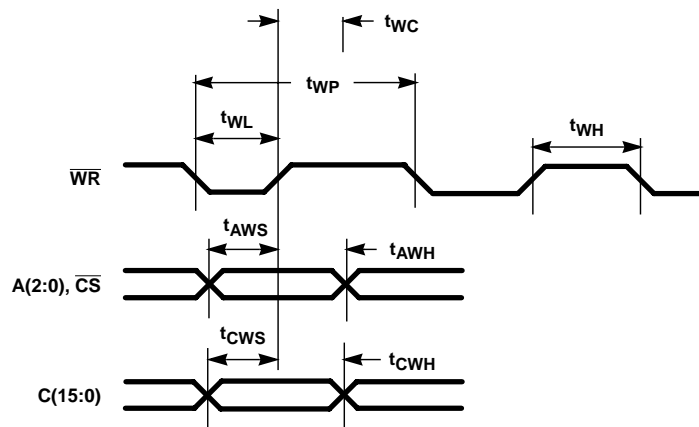 tWC
tWP
tWL
tWH
WR
tAWS
tAWH
A(2:0), CS
tCWS
tCWH
C(15:0)